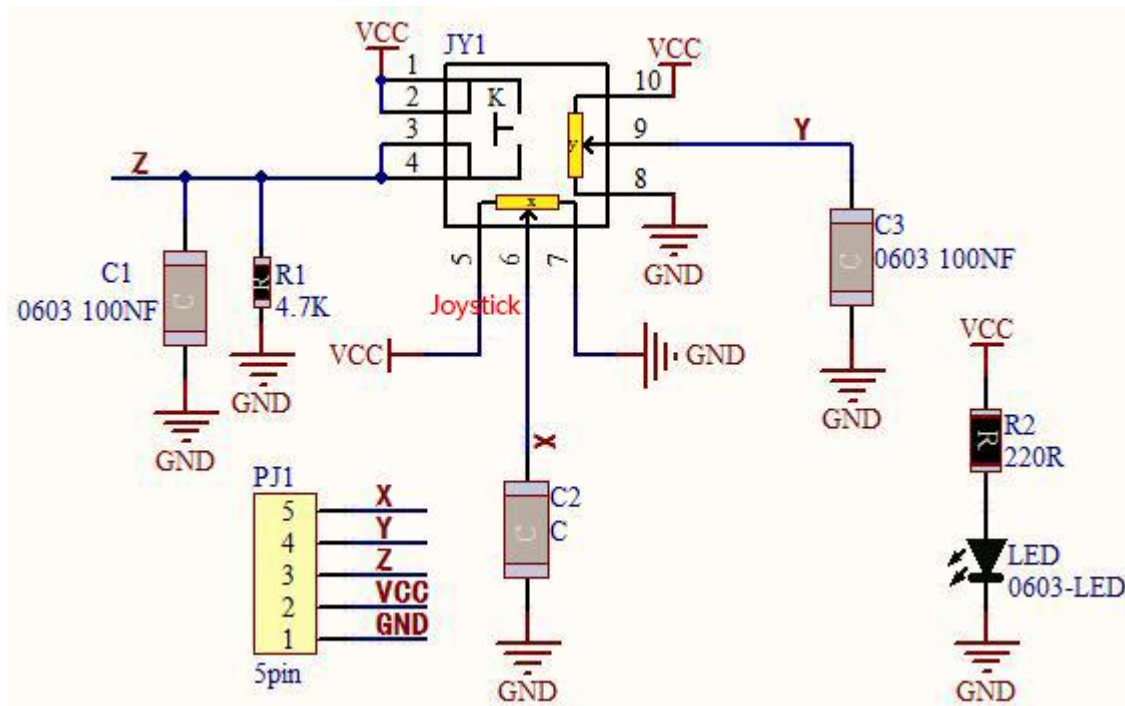 VCC
JY1
VCC
1
2
3
4
K
10
9
8
y
Y
Z
x
5
6
7
GND
C1
0603 100NF
C
R1
4.7K
R
GND
GND
Joystick
VCC
GND
C3
0603 100NF
C
GND
X
C2
C
C
GND
VCC
R2
220R
R
LED
0603-LED
GND
PJ1
5 X
4 Y
3 Z
2 VCC
1 GND
5pin